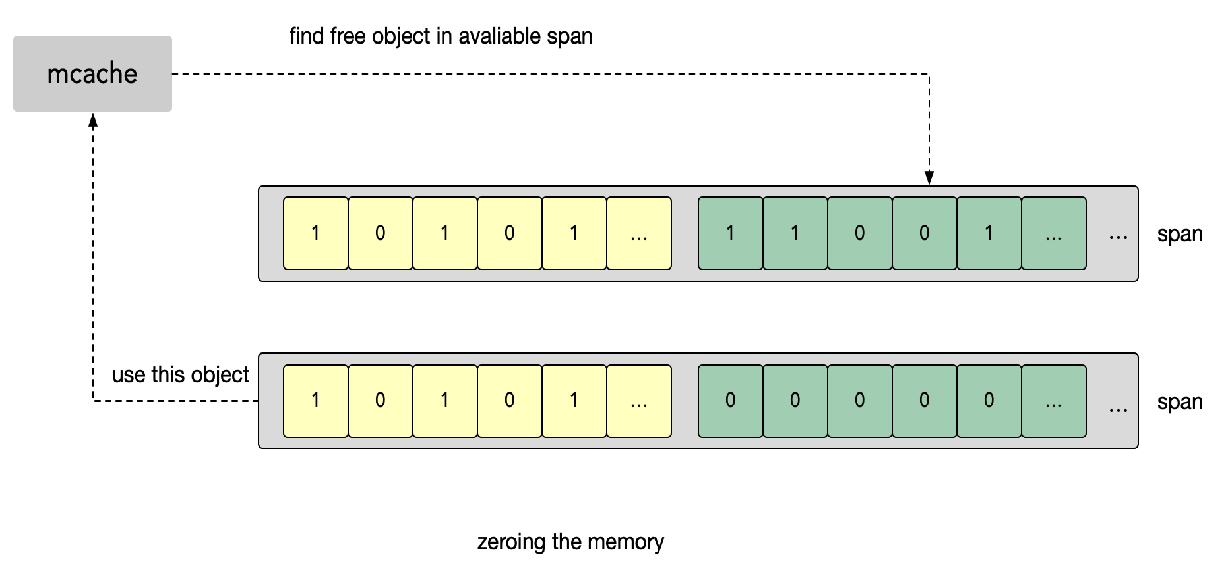 find free object in avaliable span
mcache
1 0 1 0 1 ... 1 1 0 0 1 ... ... span
use this object
1 0 1 0 1 ... 0 0 0 0 0 ... ... span
zeroing the memory